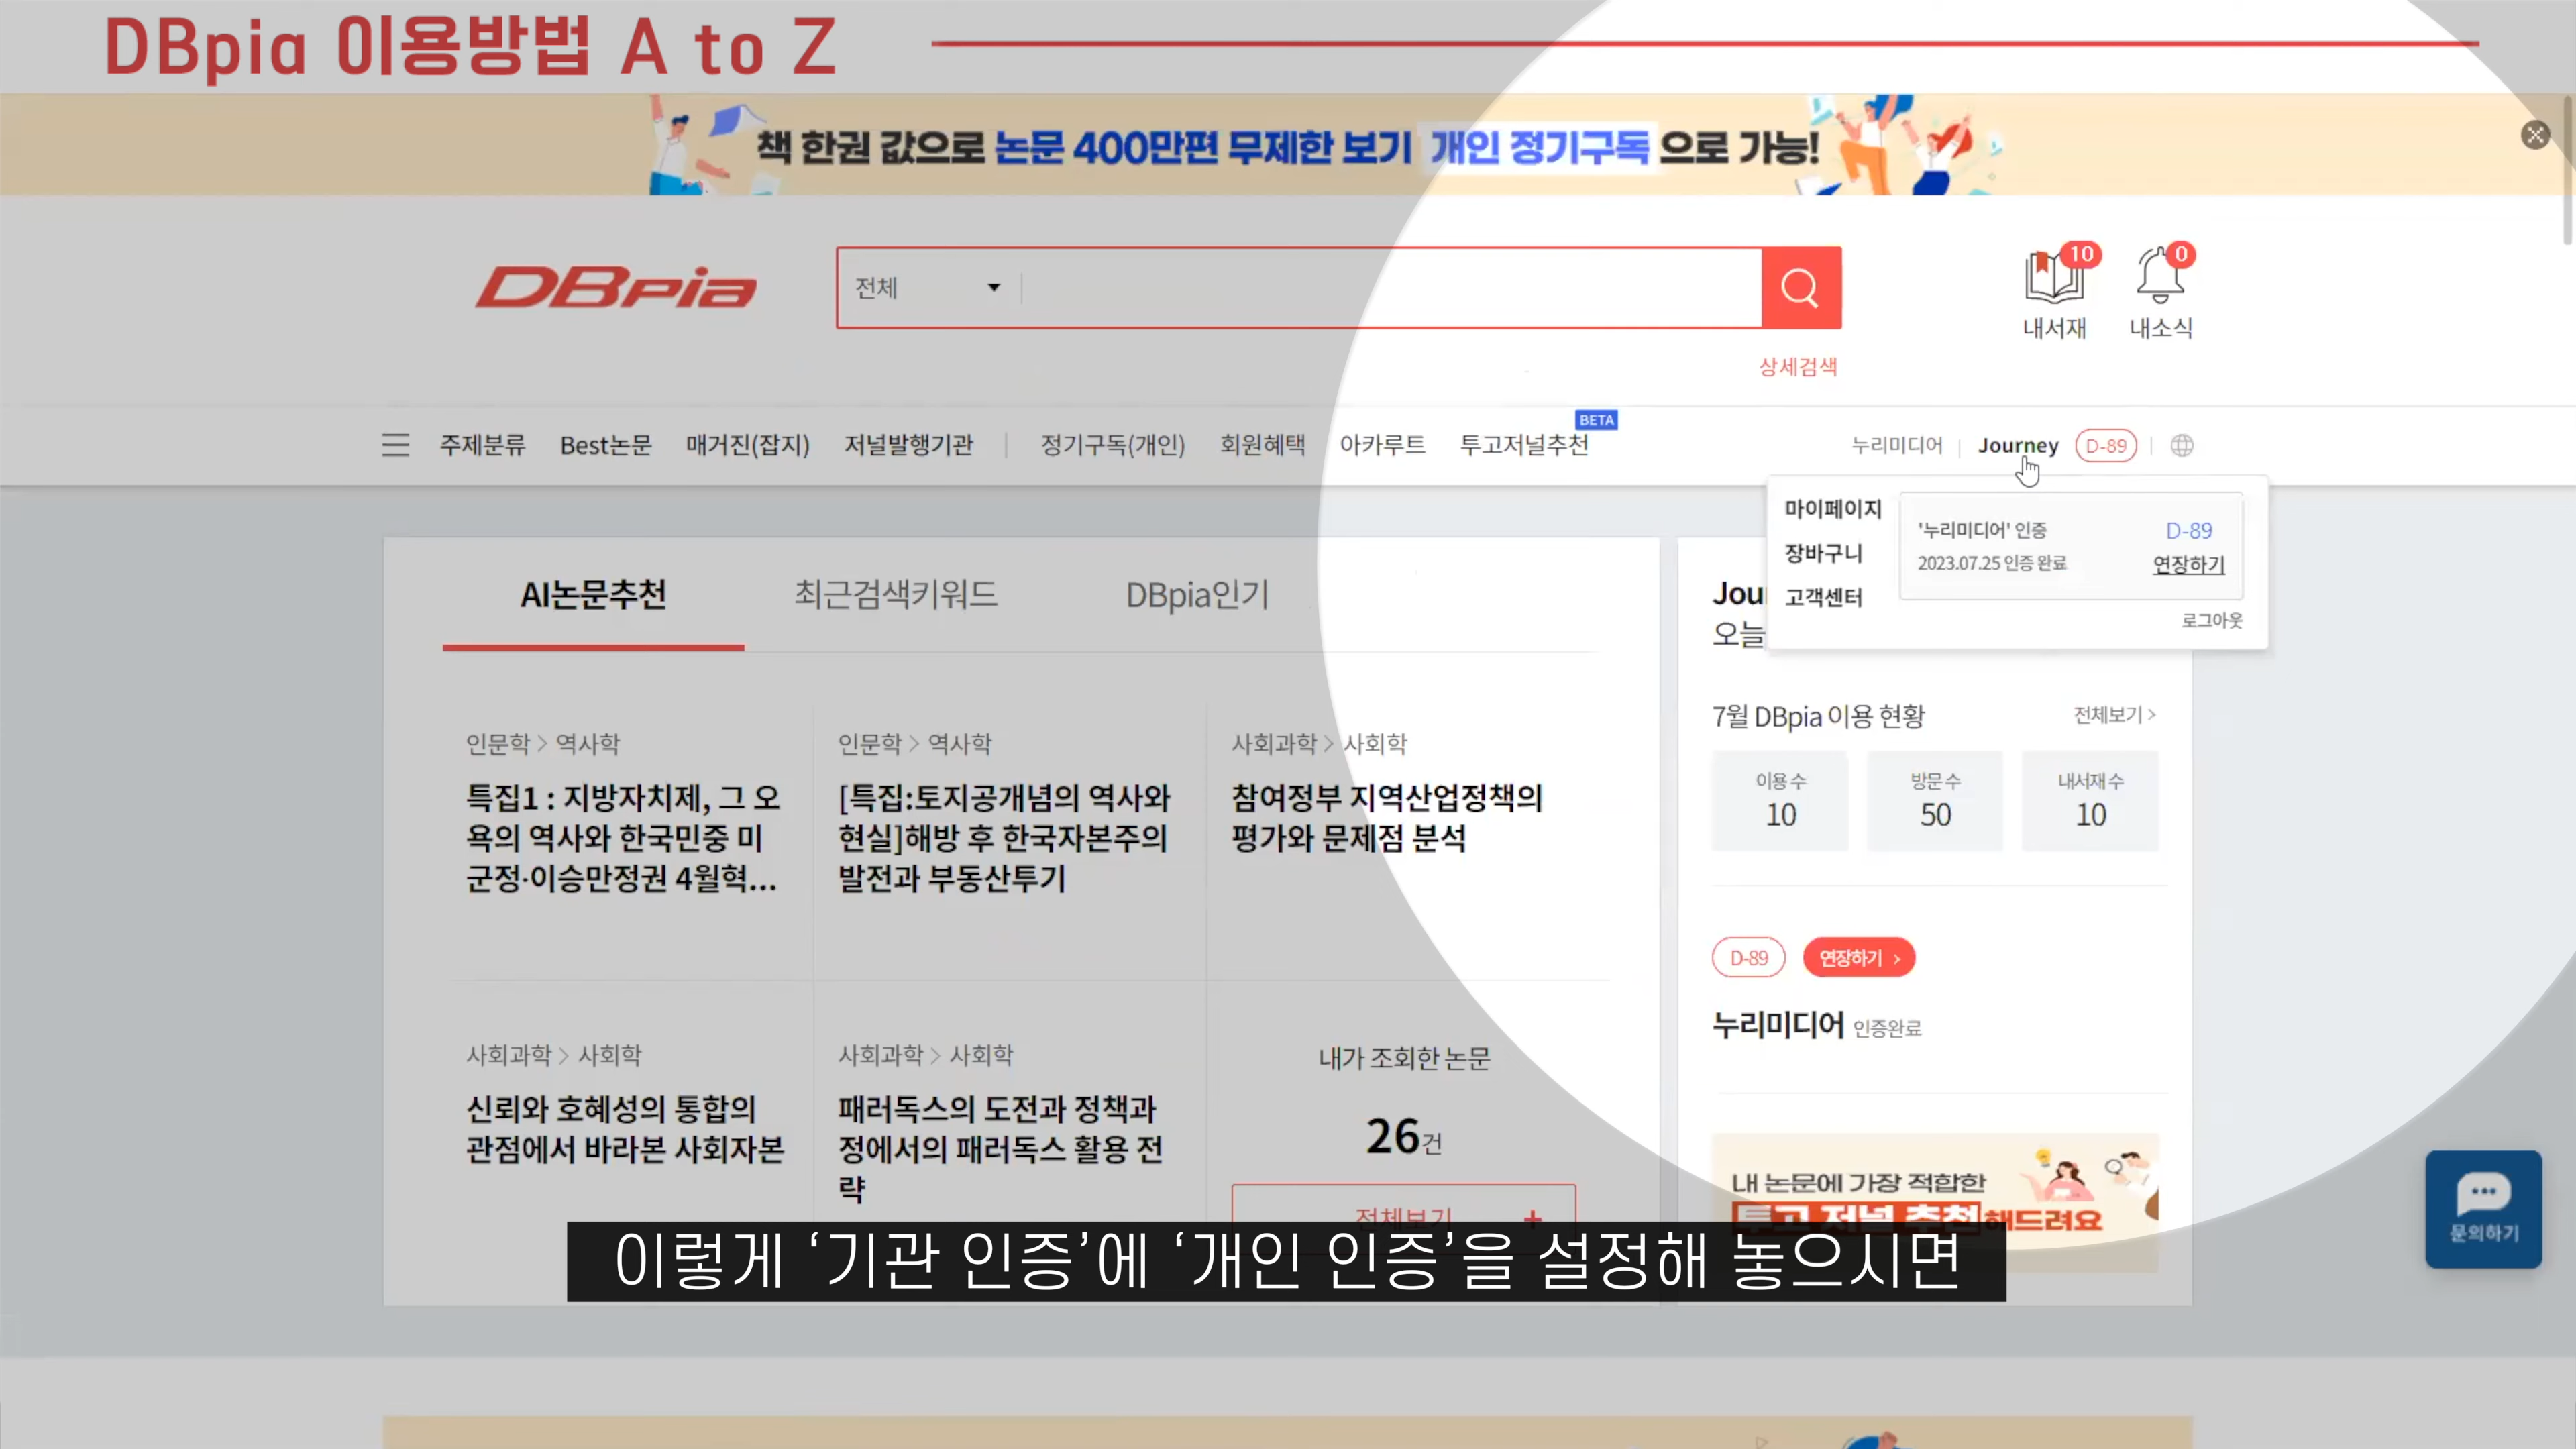 DBpia 이용방법 A to Z
책 한권 값으로 논문 400만편 무제한 보기 개인 정기구독 으로 가능!
DBpia
전체
상세검색
10
내서재
0
내소식
주제분류 Best논문 매거진(잡지) 저널발행기관 정기구독(개인) 회원혜택 아카루트 투고저널추천 BETA
누리미디어 Journey D-89
마이페이지
장바구니
고객센터
'누리미디어' 인증 D-89
2023.07.25 인증 완료 연장하기
로그아웃
AI논문추천 최근검색키워드 DBpia인기
인문학 > 역사학
특집1 : 지방자치제, 그 오
욕의 역사와 한국민중 미
군정·이승만정권 4월혁...
인문학 > 역사학
[특집:토지공개념의 역사와
현실]해방 후 한국자본주의
발전과 부동산투기
사회과학 > 사회학
참여정부 지역산업정책의
평가와 문제점 분석
사회과학 > 사회학
신뢰와 호혜성의 통합의
관점에서 바라본 사회자본
사회과학 > 사회학
패러독스의 도전과 정책과
정에서의 패러독스 활용 전
략
내가 조회한 논문
26건
전체보기 +
Jou
오늘
7월 DBpia 이용 현황 전체보기 >
이용수
10
방문수
50
내서재수
10
D-89 연장하기 >
누리미디어 인증완료
내 논문에 가장 적합한
투고 저널 추천해드려요
문의하기
이렇게 ‘기관 인증’에 ‘개인 인증’을 설정해 놓으시면